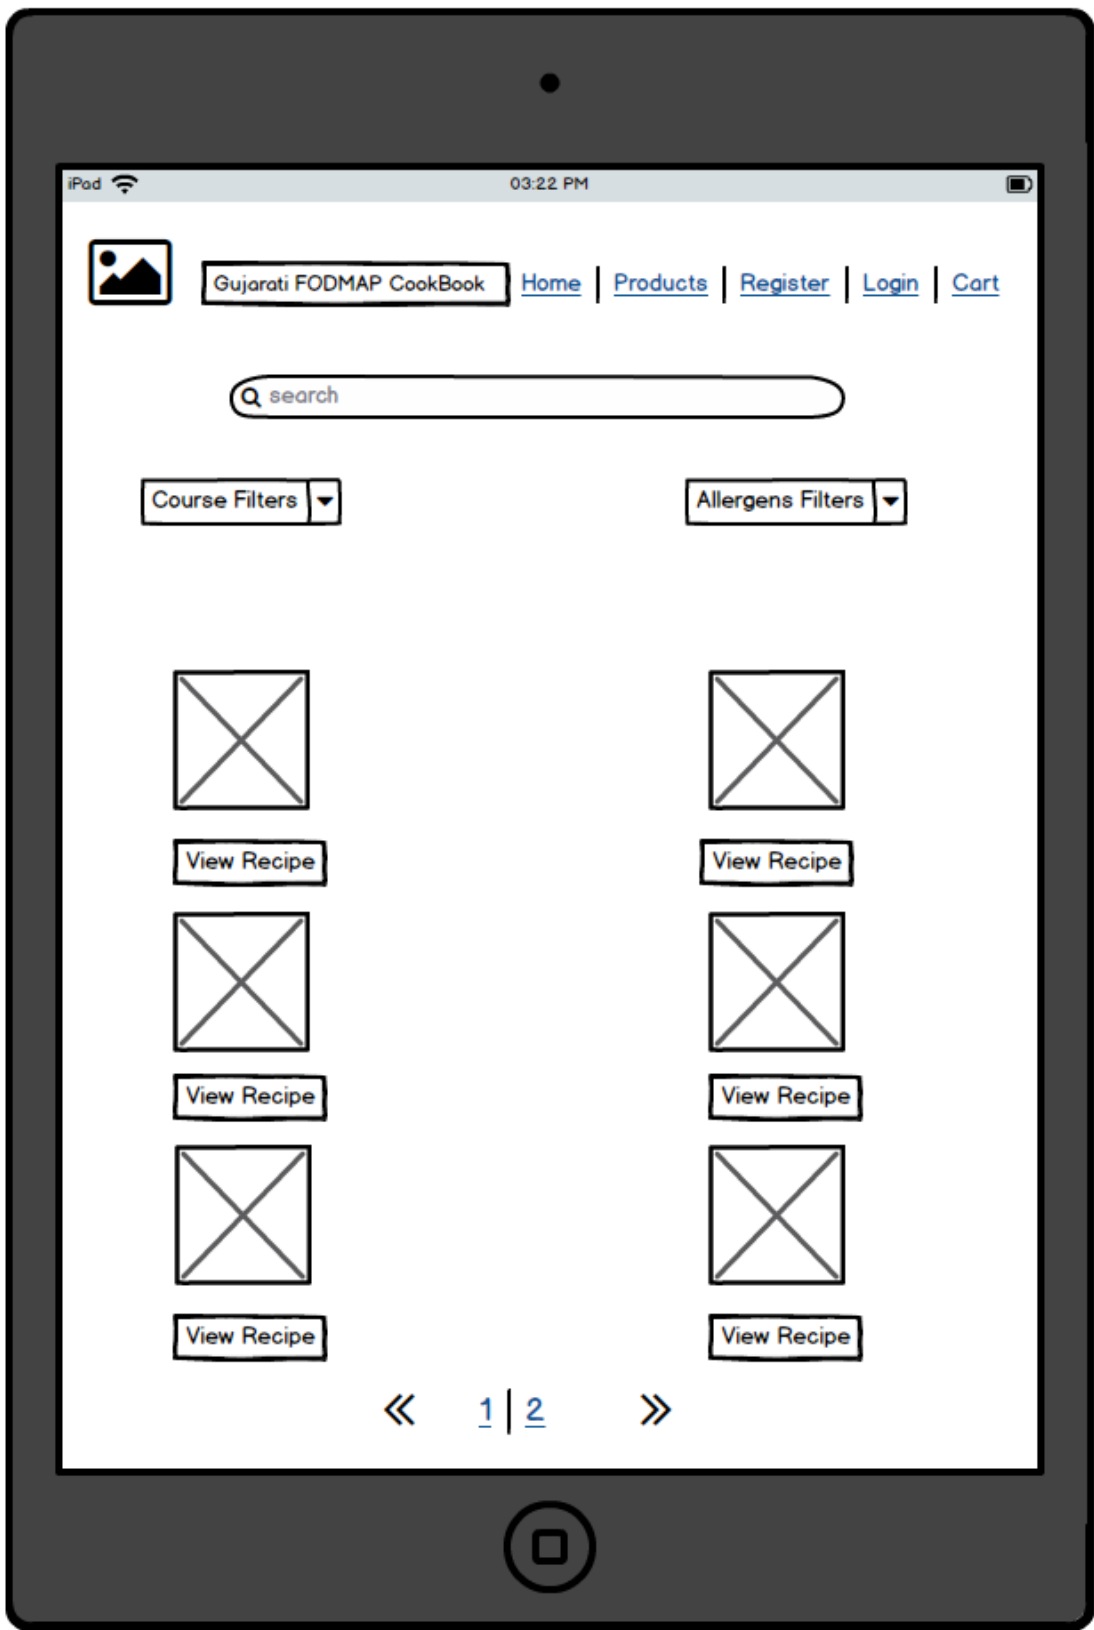 iPad 03:22 PM
Gujarati FODMAP CookBook Home Products Register Login Cart
search
Course Filters Allergens Filters
View Recipe View Recipe
View Recipe View Recipe
View Recipe View Recipe
1 2